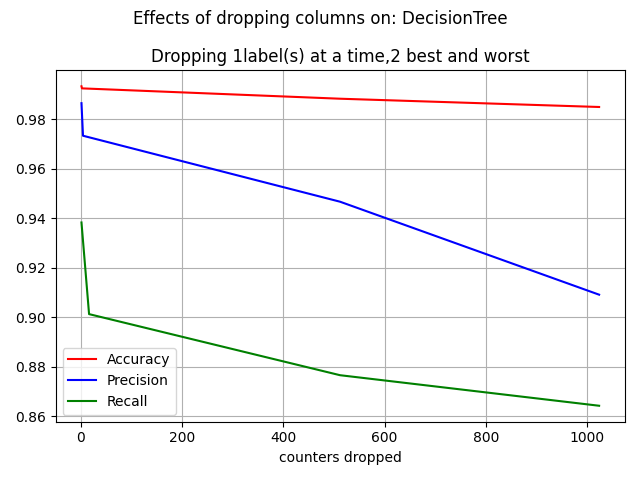 Effects of dropping columns on: DecisionTree
Dropping 1label(s) at a time,2 best and worst
0.98
0.96
0.94
0.92
0.90
0.88
0.86
Accuracy
Precision
Recall
0 200 400 600 800 1000
counters dropped